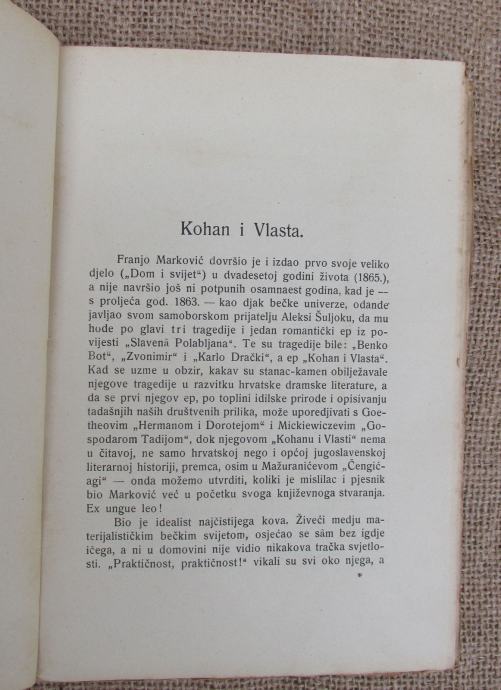 Kohan i Vlasta.
Franjo Marković dovršio je i izdao prvo svoje veliko
djelo („Dom i svijet“) u dvadesetoj godini života (1865.),
a nije navršio još ni potpunih osamnaest godina, kad je —
s proljeća god. 1863. — kao djak bečke univerze, odande
javljao svom samoborskom prijatelju Aleksi Šuljoku, da mu
hode po glavi tri tragedije i jedan romantički ep iz po-
vijesti „Slavenâ Polabljana“. Te su tragedije bile: „Benko
Bot“, „Zvonimir“ i „Karlo Drački“, a ep „Kohan i Vlasta“.
Kad se uzme u obzir, kakav su stanac-kamen obilježavale
njegove tragedije u razvitku hrvatske dramske literature, a
da se prvi njegov ep, po toplini idilske prirode i opisivanju
tadašnjih naših društvenih prilika, može uporedjivati s Goe-
theovim „Hermanom i Dorotejom“ i Mickiewiczevim „Go-
spodarom Tadijom“, dok njegovom „Kohanu i Vlasti“ nema
u čitavoj, ne samo hrvatskoj nego i općoj jugoslavenskoj
literarnoj historiji, premca, osim u Mažuranićevom „Čengić-
agi“ — onda možemo utvrditi, koliki je mislilac i pjesnik
bio Marković već u početku svoga književnoga stvaranja.
Ex ungue leo!
Bio je idealist najčistijega kova. Živeći medju ma-
terijalističkim bečkim svijetom, osjećao se sam bez igdje
ičega, a ni u domovini nije vidio nikakova tračka svjetlo-
sti. „Praktičnost, praktičnost!“ vikali su svi oko njega, a
*